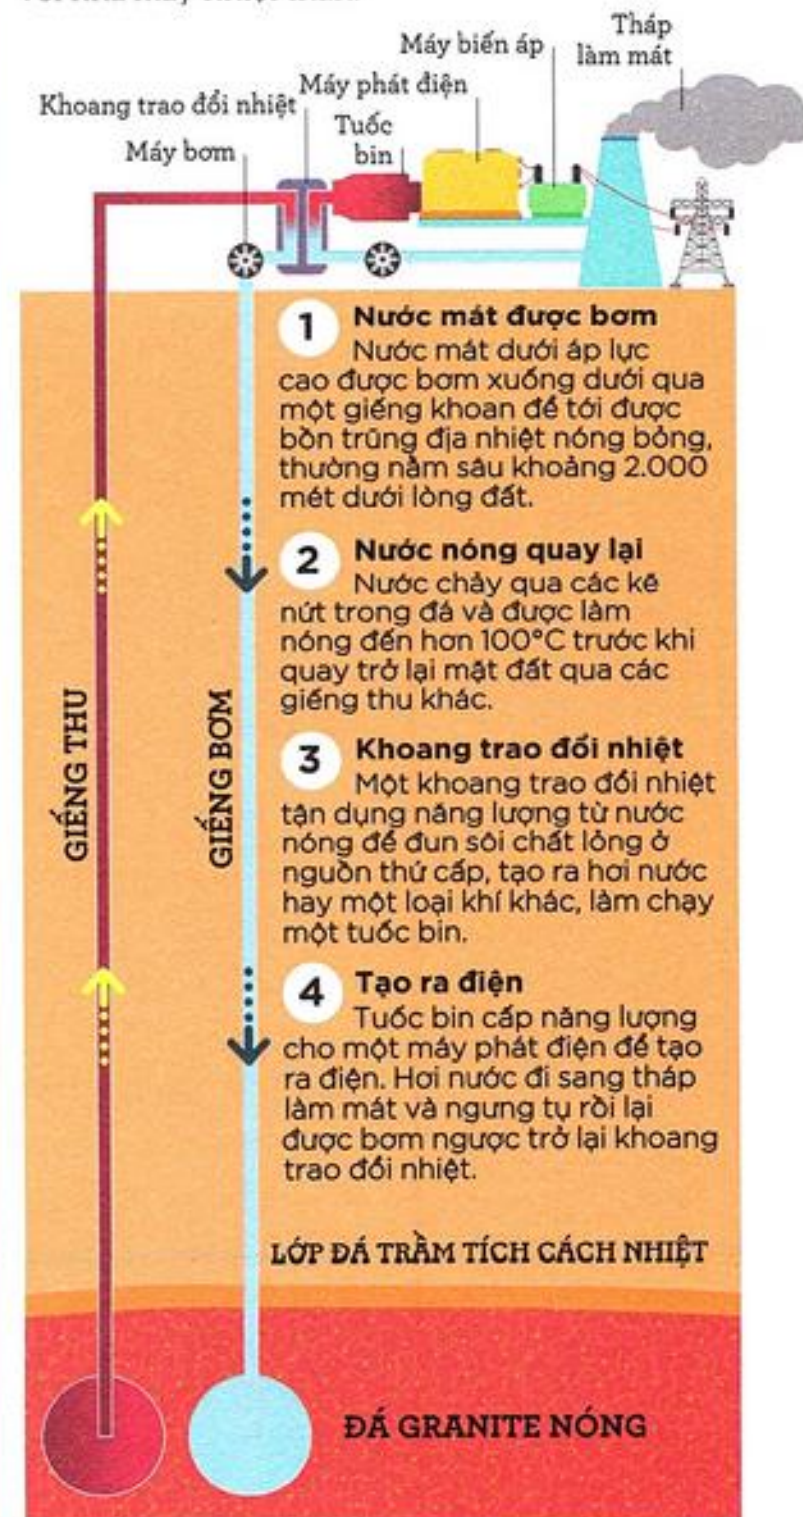 Tháp
làm mát
Máy biến áp
Máy phát điện
Khoang trao đổi nhiệt
Tuốc
bin
Máy bơm
1 Nước mát được bơm
Nước mát dưới áp lực
cao được bơm xuống dưới qua
một giếng khoan để tới được
bồn trũng địa nhiệt nóng bỏng,
thường nằm sâu khoảng 2.000
mét dưới lòng đất.
2 Nước nóng quay lại
Nước chảy qua các kẽ
nứt trong đá và được làm
nóng đến hơn 100°C trước khi
quay trở lại mặt đất qua các
giếng thu khác.
GIẾNG THU
GIẾNG BƠM
3 Khoang trao đổi nhiệt
Một khoang trao đổi nhiệt
tận dụng năng lượng từ nước
nóng để đun sôi chất lỏng ở
nguồn thứ cấp, tạo ra hơi nước
hay một loại khí khác, làm chạy
một tuốc bin.
4 Tạo ra điện
Tuốc bin cấp năng lượng
cho một máy phát điện để tạo
ra điện. Hơi nước đi sang tháp
làm mát và ngưng tụ rồi lại
được bơm ngược trở lại khoang
trao đổi nhiệt.
LỚP ĐÁ TRẦM TÍCH CÁCH NHIỆT
ĐÁ GRANITE NÓNG